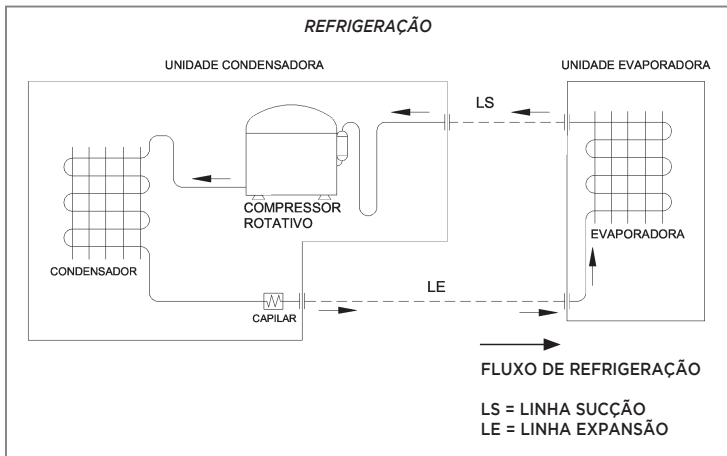 REFRIGERAÇÃO
UNIDADE CONDENSADORA
UNIDADE EVAPORADORA
LS
COMPRESSOR
ROTATIVO
EVAPORADORA
CONDENSADOR
LE
CAPILAR
FLUXO DE REFRIGERAÇÃO
LS = LINHA SUCÇÃO
LE = LINHA EXPANSÃO